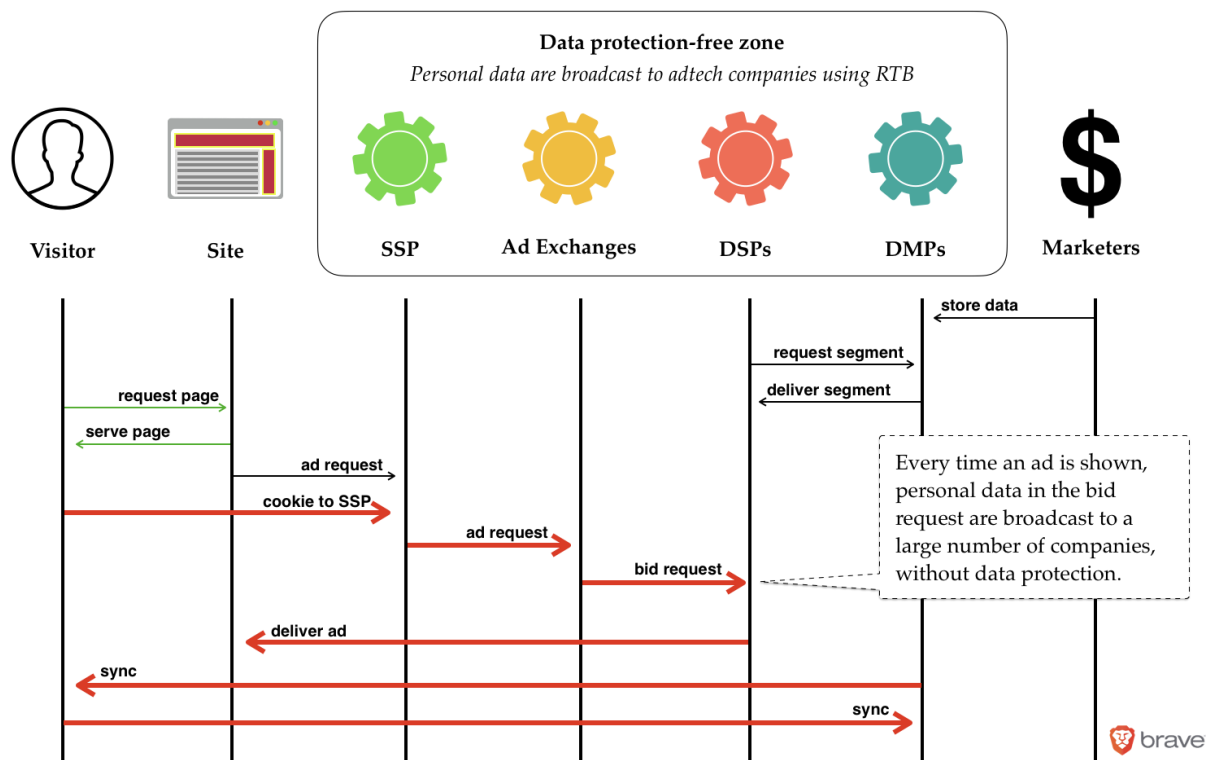 Data protection-free zone
Personal data are broadcast to adtech companies using RTB
Visitor
Site
SSP
Ad Exchanges
DSPs
DMPs
$
Marketers
store data
request segment
deliver segment
request page
serve page
ad request
cookie to SSP
ad request
bid request
Every time an ad is shown,
personal data in the bid
request are broadcast to a
large number of companies,
without data protection.
deliver ad
sync
sync
brave